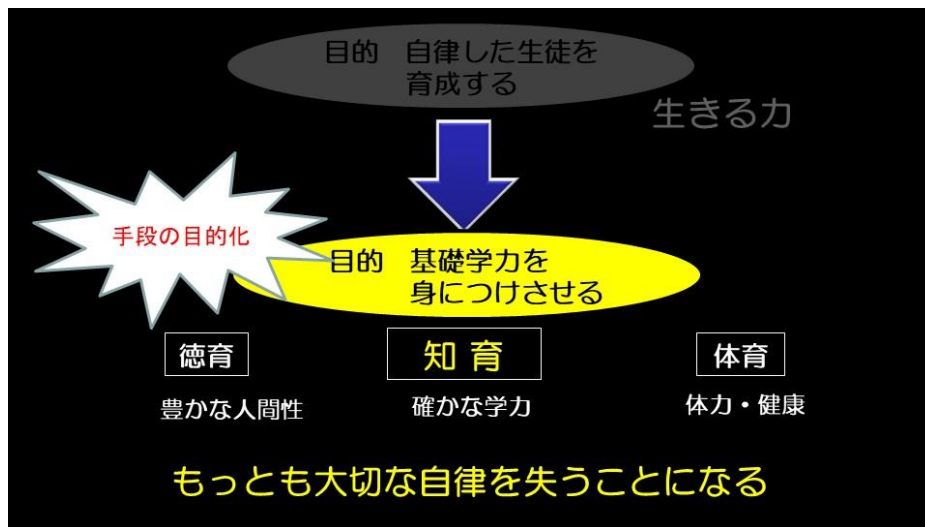 目的　自律した生徒を
育成する
生きる力
手段の目的化
目的　基礎学力を
身につけさせる
徳育
知育
体育
豊かな人間性
確かな学力
体力・健康
もっとも大切な自律を失うことになる